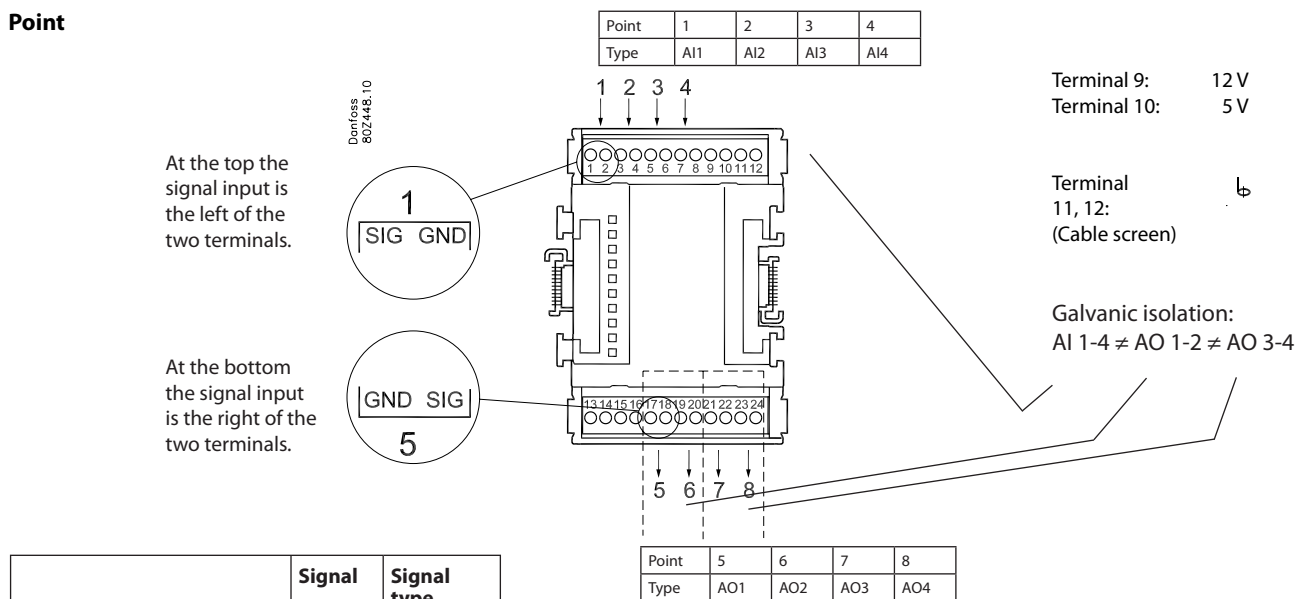 Point
Point 1 2 3 4
Type AI1 AI2 AI3 AI4
Danfoss
80Z448.10
1 2 3 4
1 2 3 4 5 6 7 8 9 10 11 12
At the top the
signal input is
the left of the
two terminals.
1
SIG GND
Terminal 9: 12 V
Terminal 10: 5 V
Terminal
11, 12:
(Cable screen)
Galvanic isolation:
AI 1-4 ≠ AO 1-2 ≠ AO 3-4
At the bottom
the signal input
is the right of the
two terminals.
GND SIG
5
13 14 15 16 17 18 19 20 21 22 23 24
5 6 7 8
Signal Signal
type
Point 5 6 7 8
Type AO1 AO2 AO3 AO4